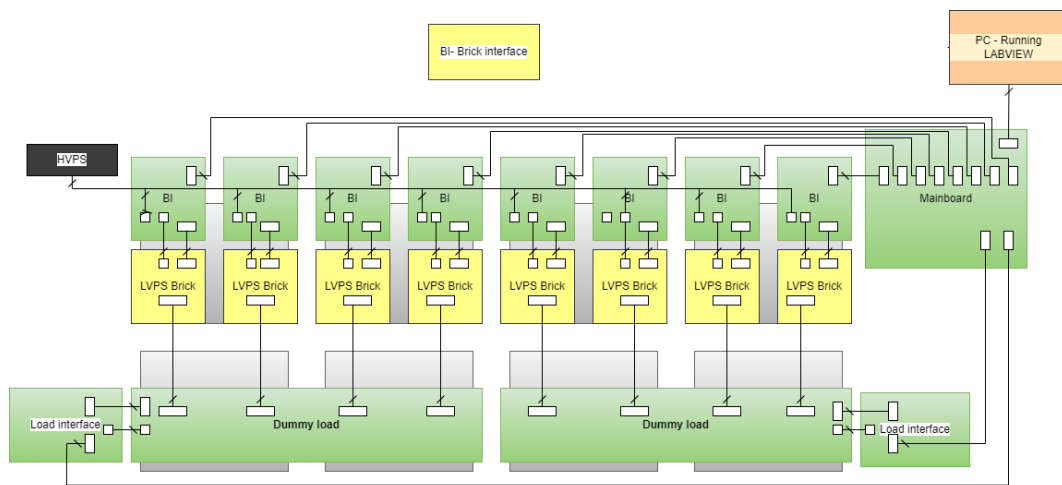 BI- Brick interface
PC - Running
LABVIEW
HVPS
BI
BI
BI
BI
BI
BI
BI
BI
Mainboard
LVPS Brick
LVPS Brick
LVPS Brick
LVPS Brick
LVPS Brick
LVPS Brick
LVPS Brick
LVPS Brick
Load interface
Dummy load
Dummy load
Load interface